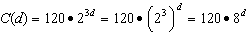 C(d) = 120 • 2^{3d} = 120 • (2^3)^d = 120 • 8^d